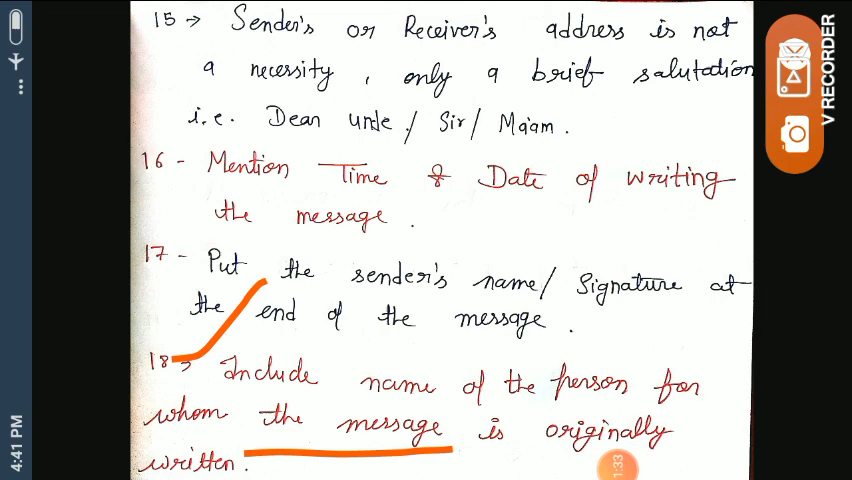 15 → Sender's or Receiver's address is not
a necessity, only a brief salutation
i.e. Dear uncle / Sir / Ma'am.
16 - Mention Time & Date of writing
the message.
17 - Put the sender's name/ Signature at
the end of the message.
18 → Include name of the person for
whom the message is originally
written.
V RECORDER
4:41 PM
1:33